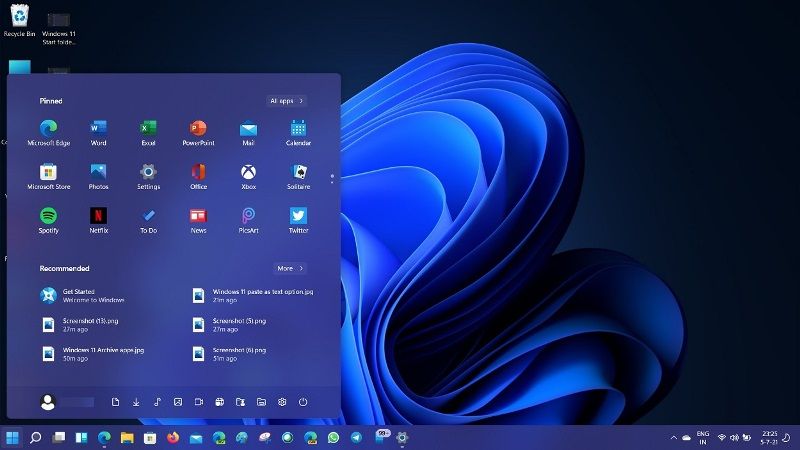 Recycle Bin
Windows 11
Start folde...
Pinned
All apps
Microsoft Edge
Word
Excel
PowerPoint
Mail
Calendar
Microsoft Store
Photos
Settings
Office
Xbox
Solitaire
Spotify
Netflix
To Do
News
PicsArt
Twitter
Recommended
More
Get Started
Welcome to Windows
Windows 11 paste as text option.jpg
21m ago
Screenshot (13).png
27m ago
Screenshot (5).png
27m ago
Windows 11 Archive apps.jpg
50m ago
Screenshot (6).png
51m ago
99+
ENG
IN
23:25
5-7-21